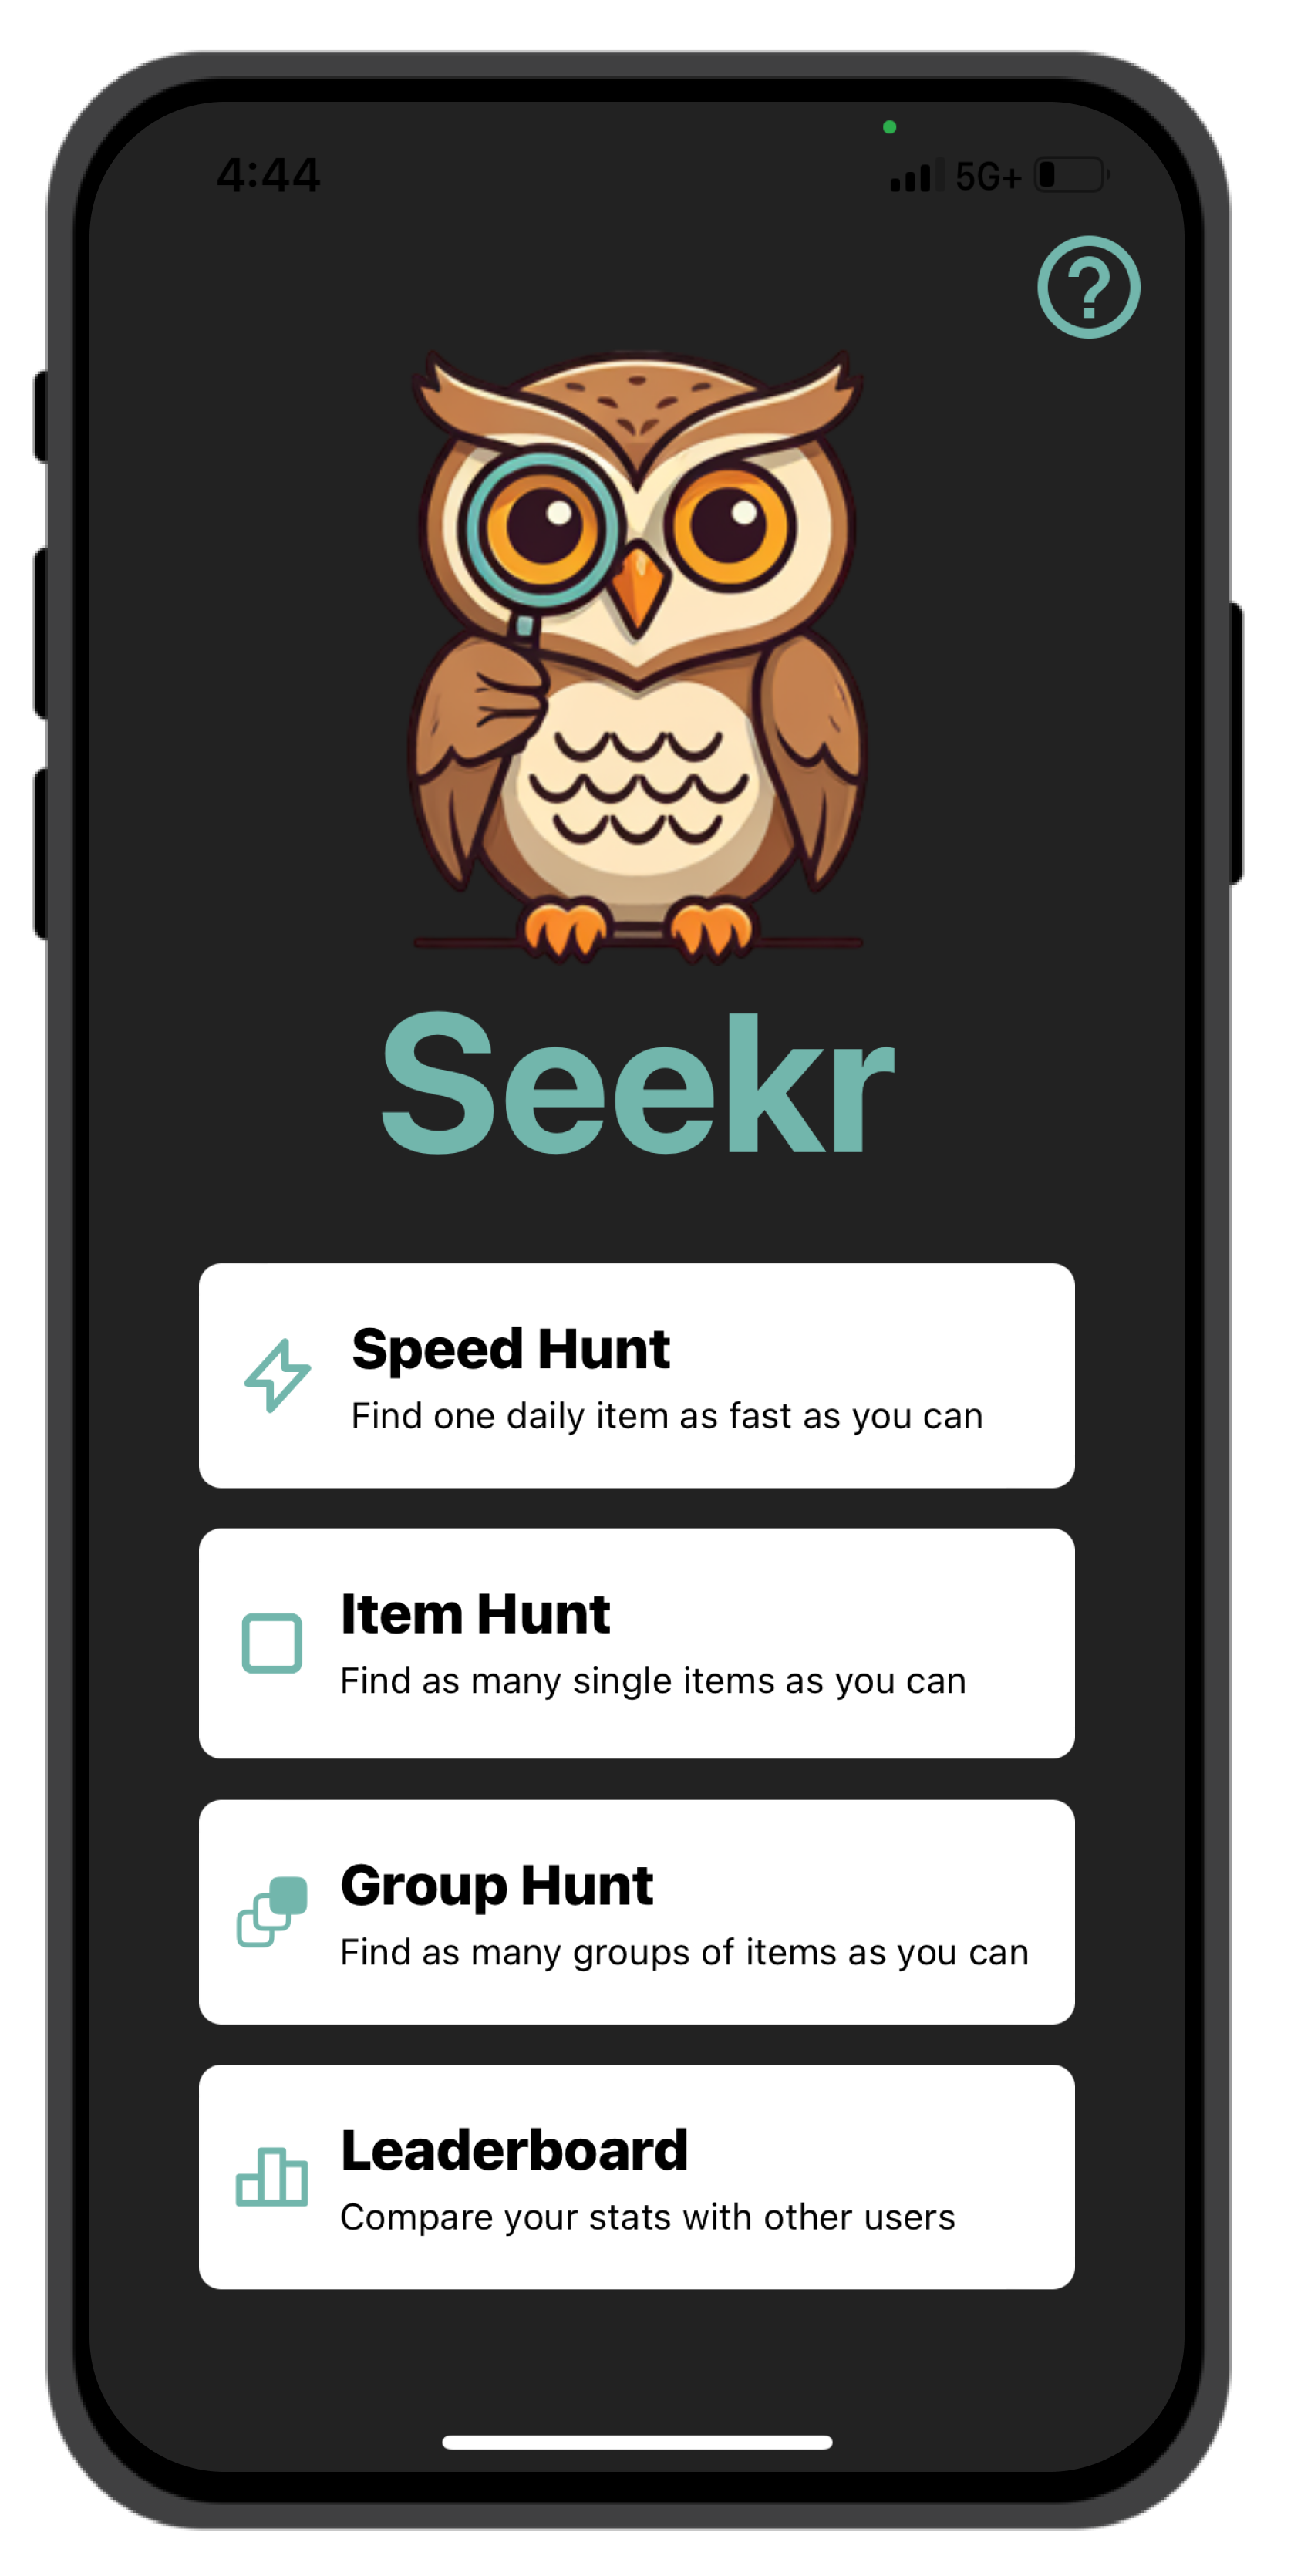 4:44
5G+
?
Seekr
Speed Hunt
Find one daily item as fast as you can
Item Hunt
Find as many single items as you can
Group Hunt
Find as many groups of items as you can
Leaderboard
Compare your stats with other users